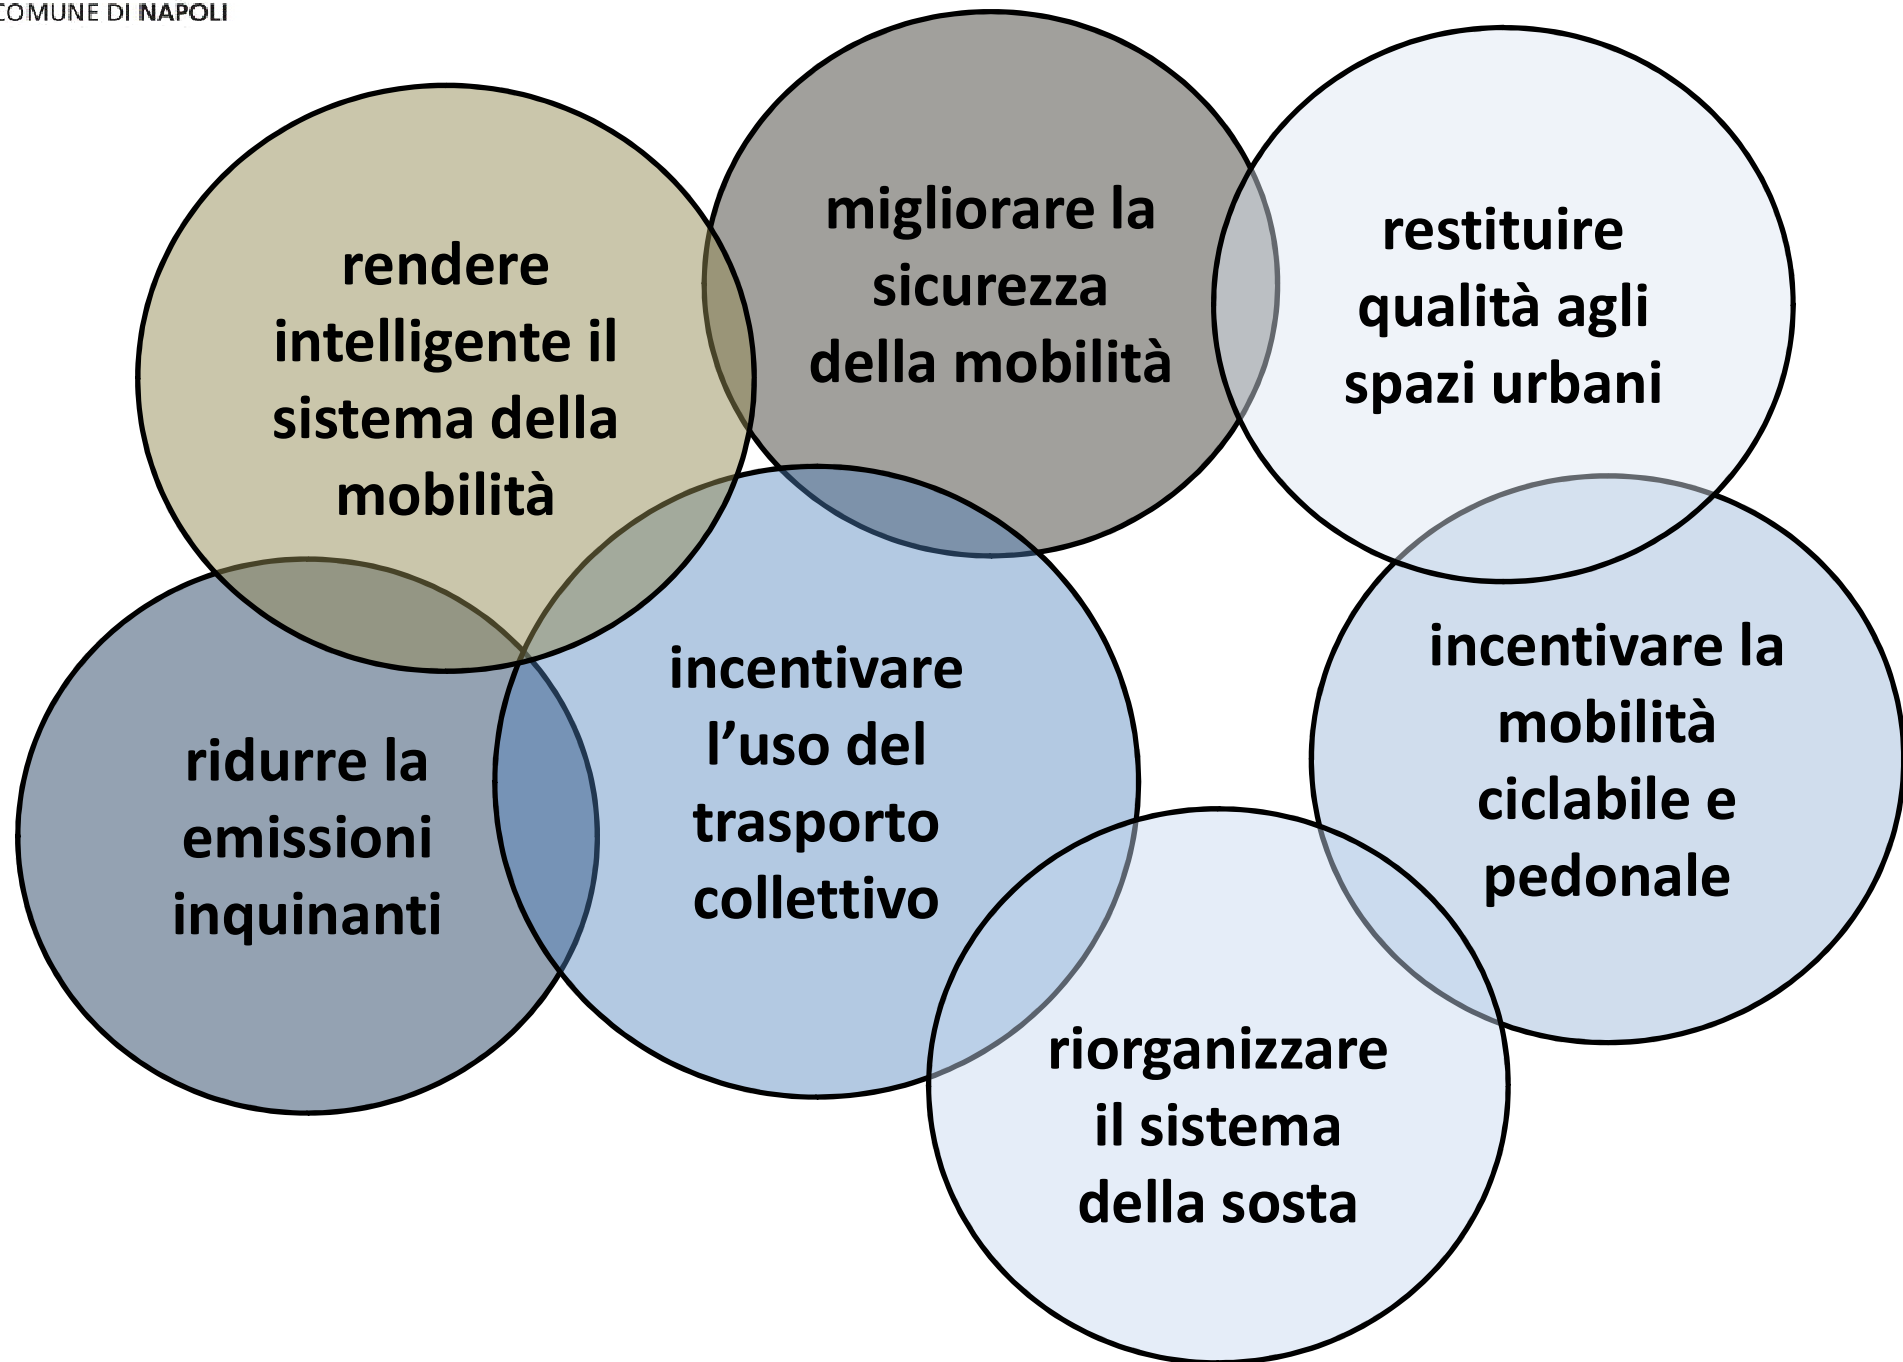 COMUNE DI NAPOLI
rendere
intelligente il
sistema della
mobilità
migliorare la
sicurezza
della mobilità
restituire
qualità agli
spazi urbani
ridurre la
emissioni
inquinanti
incentivare
l’uso del
trasporto
collettivo
incentivare la
mobilità
ciclabile e
pedonale
riorganizzare
il sistema
della sosta